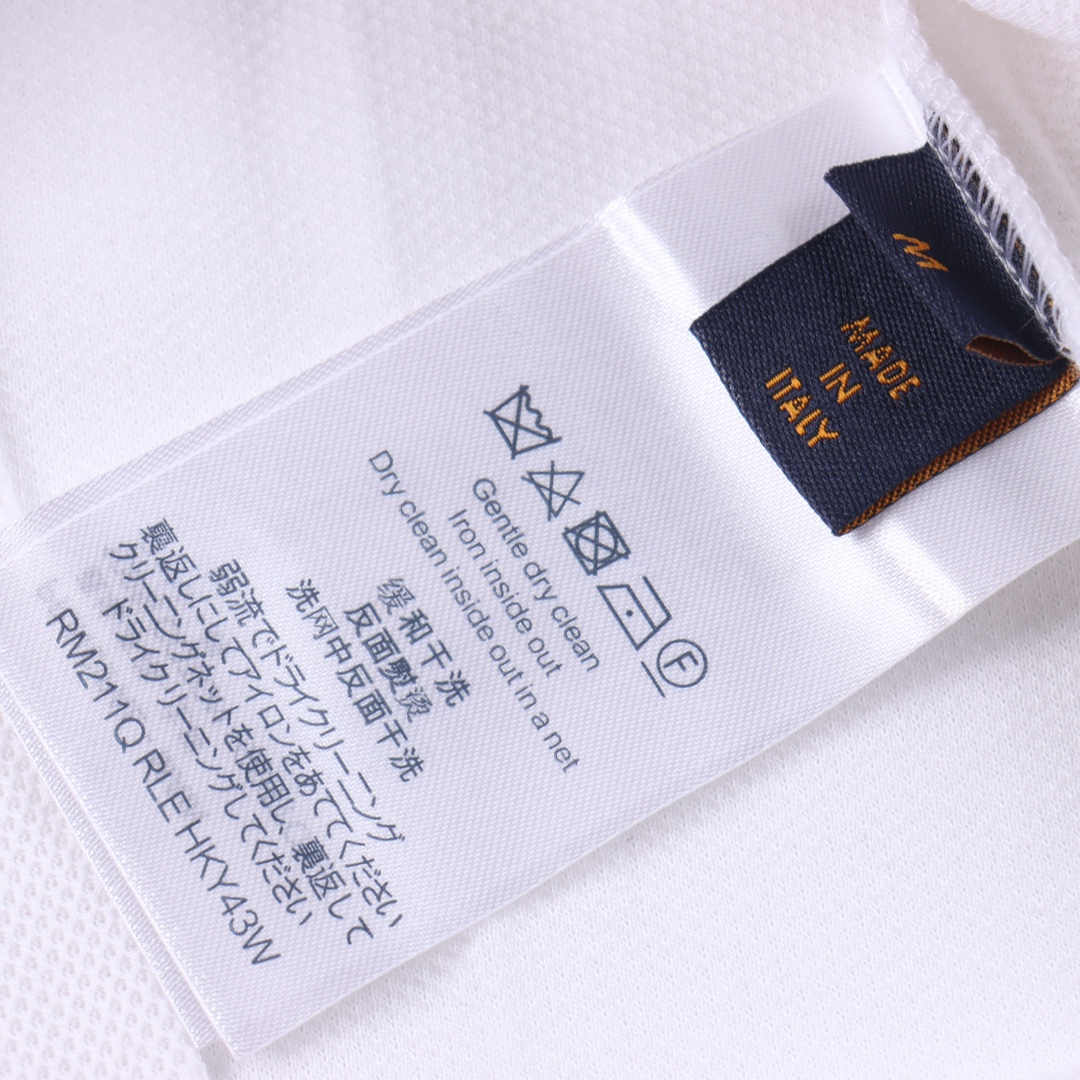 M
MADE
IN
ITALY
F
Gentle dry clean
Iron inside out
Dry clean inside out in a net
缓和干洗
反面熨烫
洗网中反面干洗
弱流でドライクリーニング
裏返しにしてアイロンをあててください
クリーニングネットを使用し、裏返して
ドライクリーニングしてください
RM211Q RLE HKY43W